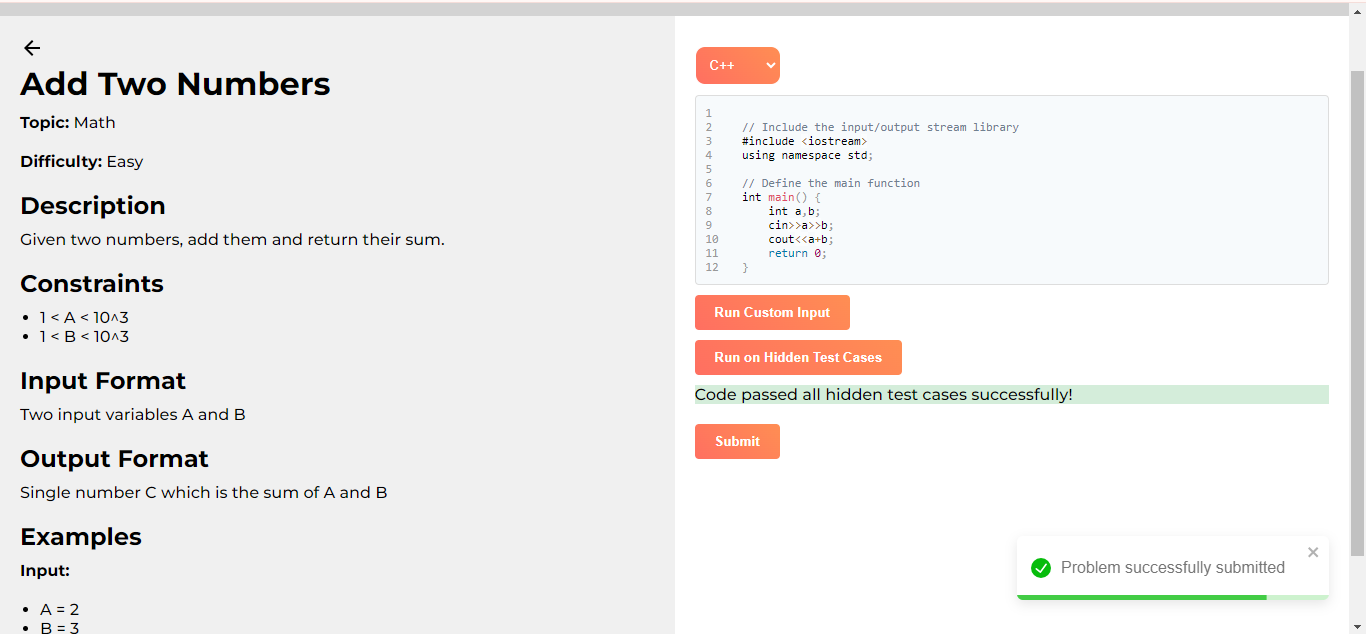 Add Two Numbers
Topic: Math
Difficulty: Easy
Description
Given two numbers, add them and return their sum.
Constraints
1 < A < 10^3
1 < B < 10^3
Input Format
Two input variables A and B
Output Format
Single number C which is the sum of A and B
Examples
Input:
A = 2
B = 3
C++
1
2 // Include the input/output stream library
3 #include <iostream>
4 using namespace std;
5
6 // Define the main function
7 int main() {
8 int a,b;
9 cin>>a>>b;
10 cout<<a+b;
11 return 0;
12 }
Run Custom Input
Run on Hidden Test Cases
Code passed all hidden test cases successfully!
Submit
Problem successfully submitted